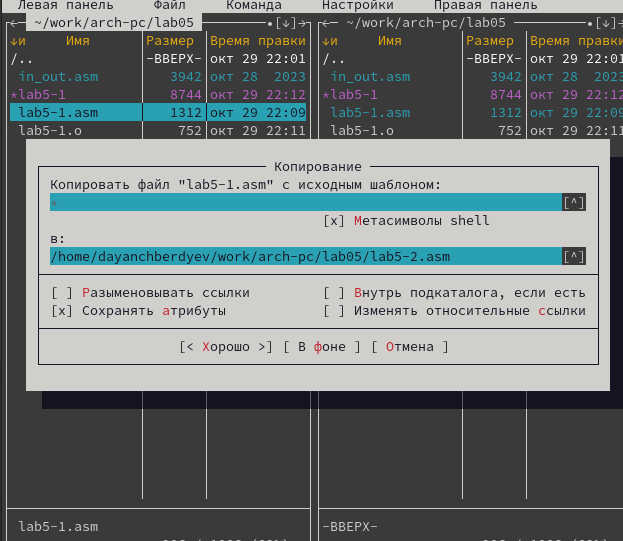 Левая панель Файл Команда Настройки Правая панель
~/work/arch-pc/lab05 [↓] ~/work/arch-pc/lab05 [↓]
↓и Имя Размер Время правки ↓и Имя Размер Время правки
/.. -ВВЕРХ- окт 29 22:01 /.. -ВВЕРХ- окт 29 22:01
in_out.asm 3942 окт 28 2023 in_out.asm 3942 окт 28 2023
*lab5-1 8744 окт 29 22:12 *lab5-1 8744 окт 29 22:12
lab5-1.asm 1312 окт 29 22:09 lab5-1.asm 1312 окт 29 22:09
lab5-1.o 752 окт 29 22:11 lab5-1.o 752 окт 29 22:11
Копирование
Копировать файл "lab5-1.asm" с исходным шаблоном:
* [^]
[x] Метасимволы shell
в:
/home/dayanchberdyev/work/arch-pc/lab05/lab5-2.asm [^]
[ ] Разыменовывать ссылки [ ] Внутрь подкаталога, если есть
[x] Сохранять атрибуты [ ] Изменять относительные ссылки
[< Хорошо >] [ В фоне ] [ Отмена ]
lab5-1.asm -ВВЕРХ-